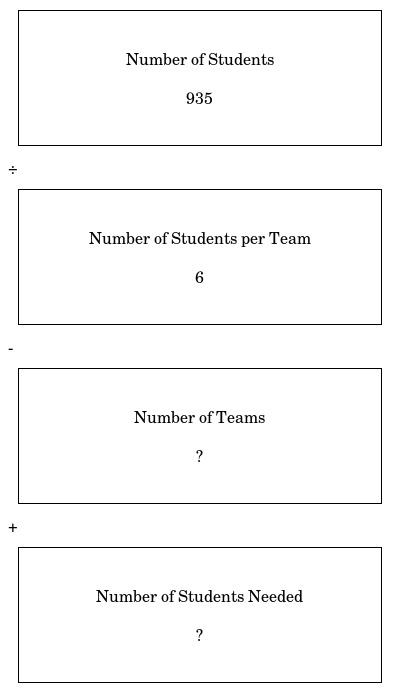 Number of Students
935
÷
Number of Students per Team
6
-
Number of Teams
?
+
Number of Students Needed
?